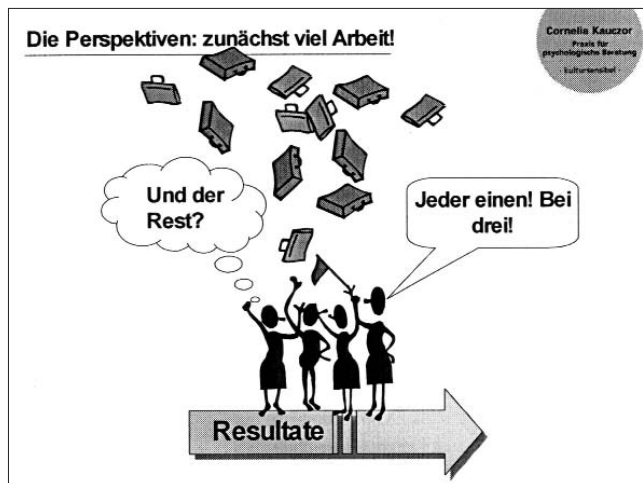 Die Perspektiven: zunächst viel Arbeit!
Cornelia Kauczor
Praxis für
psychologische Beratung
- kultursensibel -
Und der
Rest?
Jeder einen! Bei
drei!
Resultate